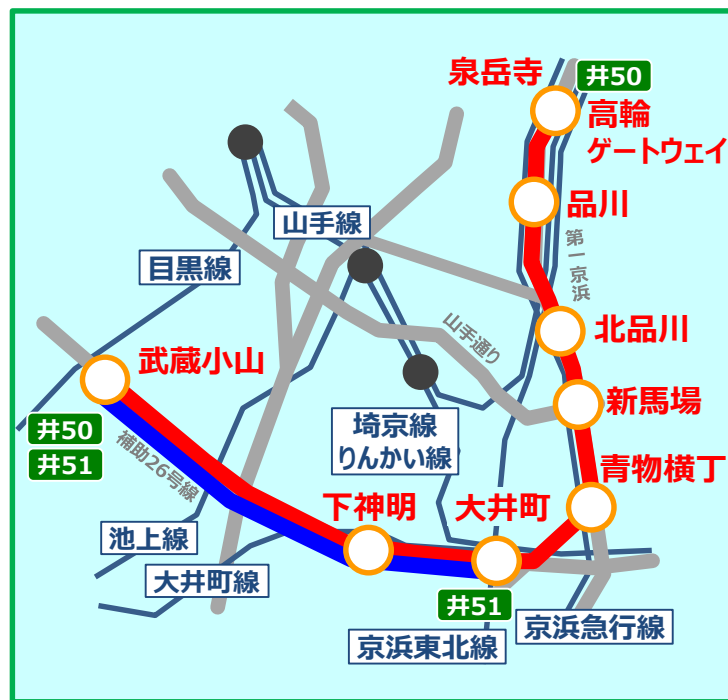 泉岳寺
井50
高輪
ゲートウェイ
品川
山手線
第一京浜
目黒線
北品川
山手通り
武蔵小山
新馬場
井50
井51
補助26号線
埼京線
りんかい線
青物横丁
下神明
大井町
池上線
大井町線
井51
京浜急行線
京浜東北線